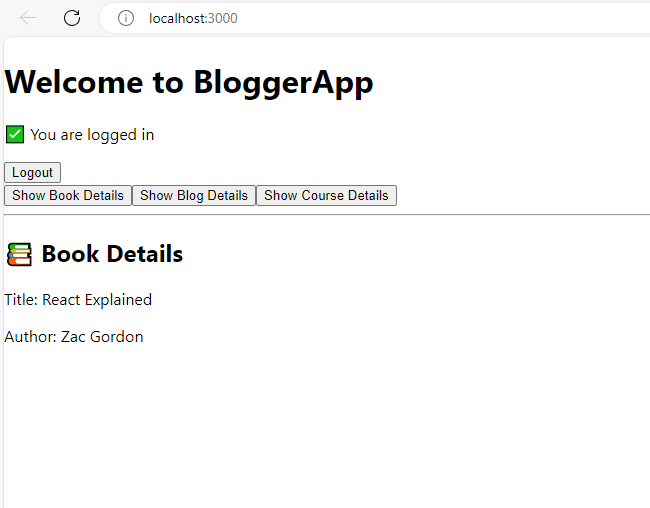 localhost:3000
Welcome to BloggerApp
You are logged in
Logout
Show Book Details Show Blog Details Show Course Details
Book Details
Title: React Explained
Author: Zac Gordon